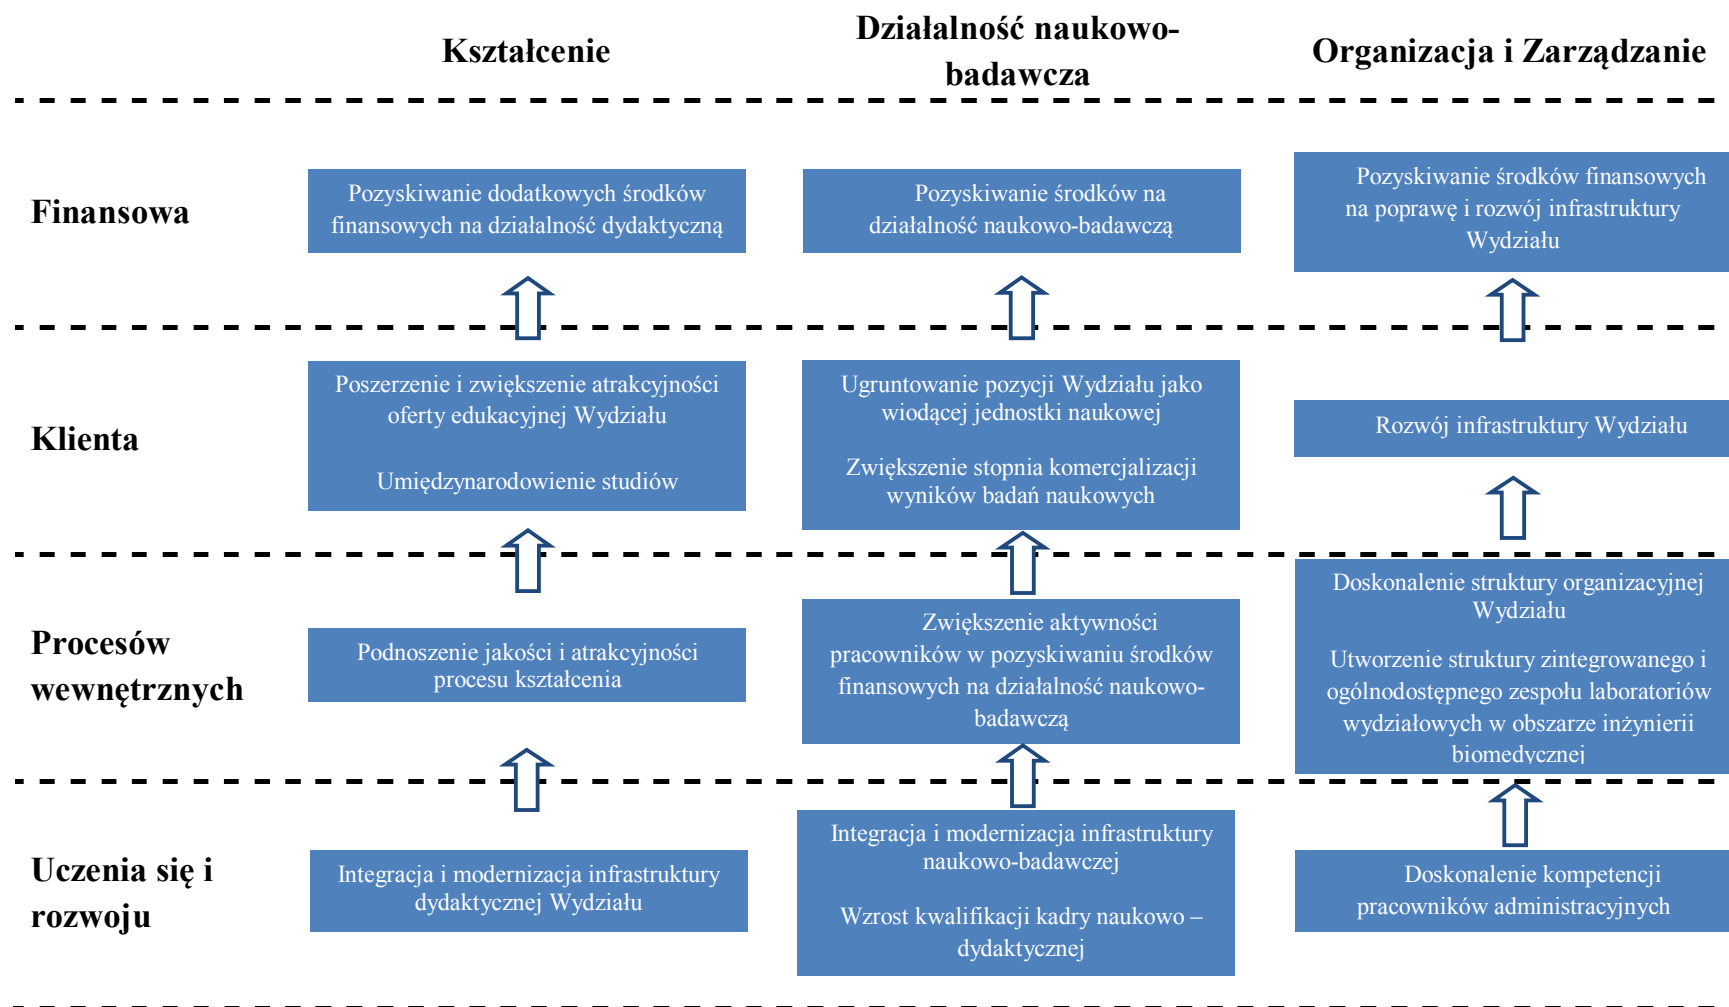 Kształcenie
Działalność naukowo-
badawcza
Organizacja i Zarządzanie
Finansowa
Pozyskiwanie dodatkowych środków
finansowych na działalność dydaktyczną
Pozyskiwanie środków na
działalność naukowo-badawczą
Pozyskiwanie środków finansowych
na poprawę i rozwój infrastruktury
Wydziału
Klienta
Poszerzenie i zwiększenie atrakcyjności
oferty edukacyjnej Wydziału
Umiędzynarodowienie studiów
Ugruntowanie pozycji Wydziału jako
wiodącej jednostki naukowej
Zwiększenie stopnia komercjalizacji
wyników badań naukowych
Rozwój infrastruktury Wydziału
Procesów
wewnętrznych
Podnoszenie jakości i atrakcyjności
procesu kształcenia
Zwiększenie aktywności
pracowników w pozyskiwaniu środków
finansowych na działalność naukowo-
badawczą
Doskonalenie struktury organizacyjnej
Wydziału
Utworzenie struktury zintegrowanego i
ogólnodostępnego zespołu laboratoriów
wydziałowych w obszarze inżynierii
biomedycznej
Uczenia się i
rozwoju
Integracja i modernizacja infrastruktury
dydaktycznej Wydziału
Integracja i modernizacja infrastruktury
naukowo-badawczej
Wzrost kwalifikacji kadry naukowo –
dydaktycznej
Doskonalenie kompetencji
pracowników administracyjnych